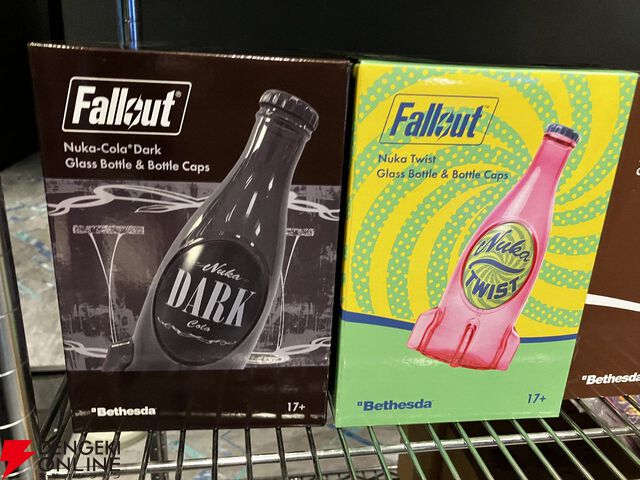 Fallout®
Nuka-Cola® Dark
Glass Bottle & Bottle Caps
Nuka
DARK
Cola
Bethesda
17+
Fallout™
Nuka Twist
Glass Bottle & Bottle Caps
Nuka
TWIST
Bethesda
17+
Bethesda
DENGEKI
ONLINE